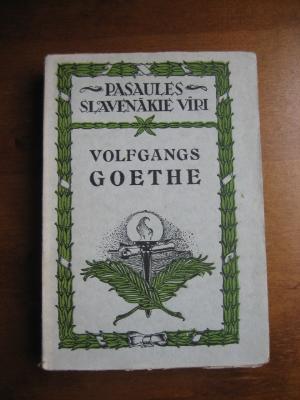 PASAULES
SLAVENĀKIE VĪRI
VOLFGANGS
GOETHE